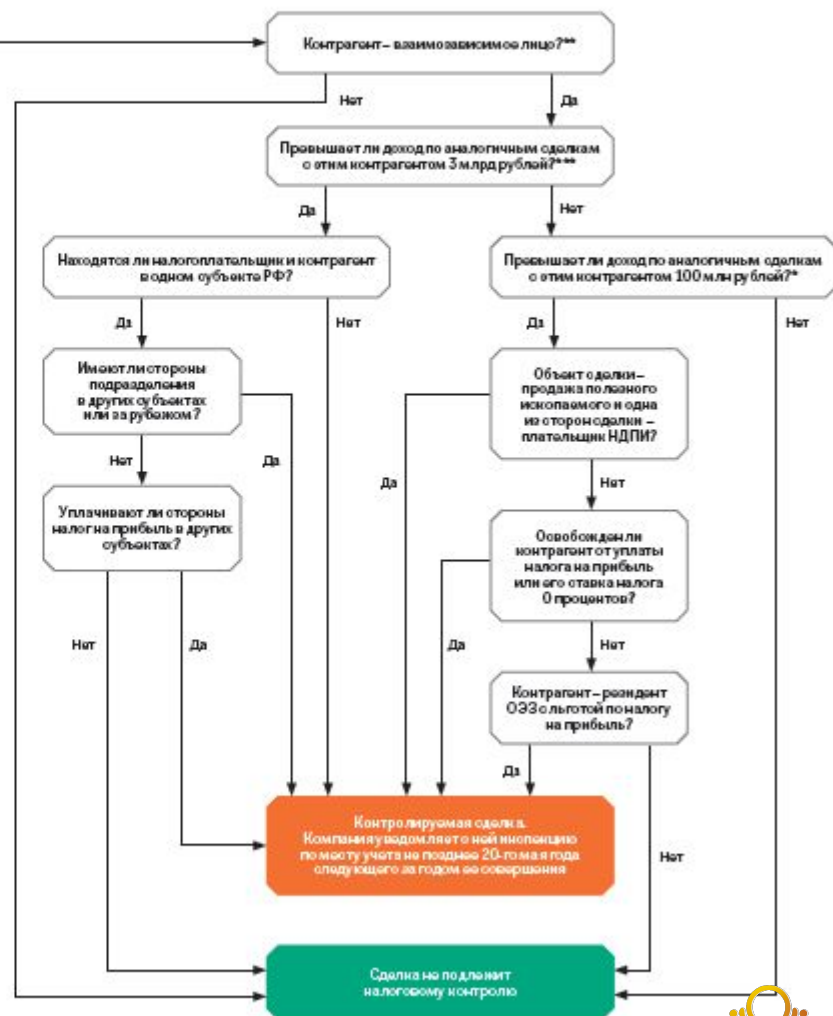 Контрагент – взаимозависимое лицо?**
Нет
Да
Превышает ли доход по аналогичным сделкам
с этим контрагентом 3 млрд рублей?***
Да
Нет
Находятся ли налогоплательщик и контрагент
в одном субъекте РФ?
Превышает ли доход по аналогичным сделкам
с этим контрагентом 100 млн рублей?*
Да
Нет
Да
Нет
Имеют ли стороны
подразделения
в других субъектах
или за рубежом?
Объект сделки –
продажа полезного
ископаемого и одна
из сторон сделки –
плательщик НДПИ?
Нет
Да
Да
Нет
Уплачивают ли стороны
налог на прибыль в других
субъектах?
Освобожден ли
контрагент от уплаты
налога на прибыль
или его ставка налога
0 процентов?
Нет
Да
Да
Нет
Контрагент – резидент
ОЭЗ с льготой по налогу
на прибыль?
Да
Нет
Контролируемая сделка.
Компания уведомляет о ней инспекцию
по месту учета не позднее 20-го мая года
следующего за годом ее совершения
Сделка не подлежит
налоговому контролю